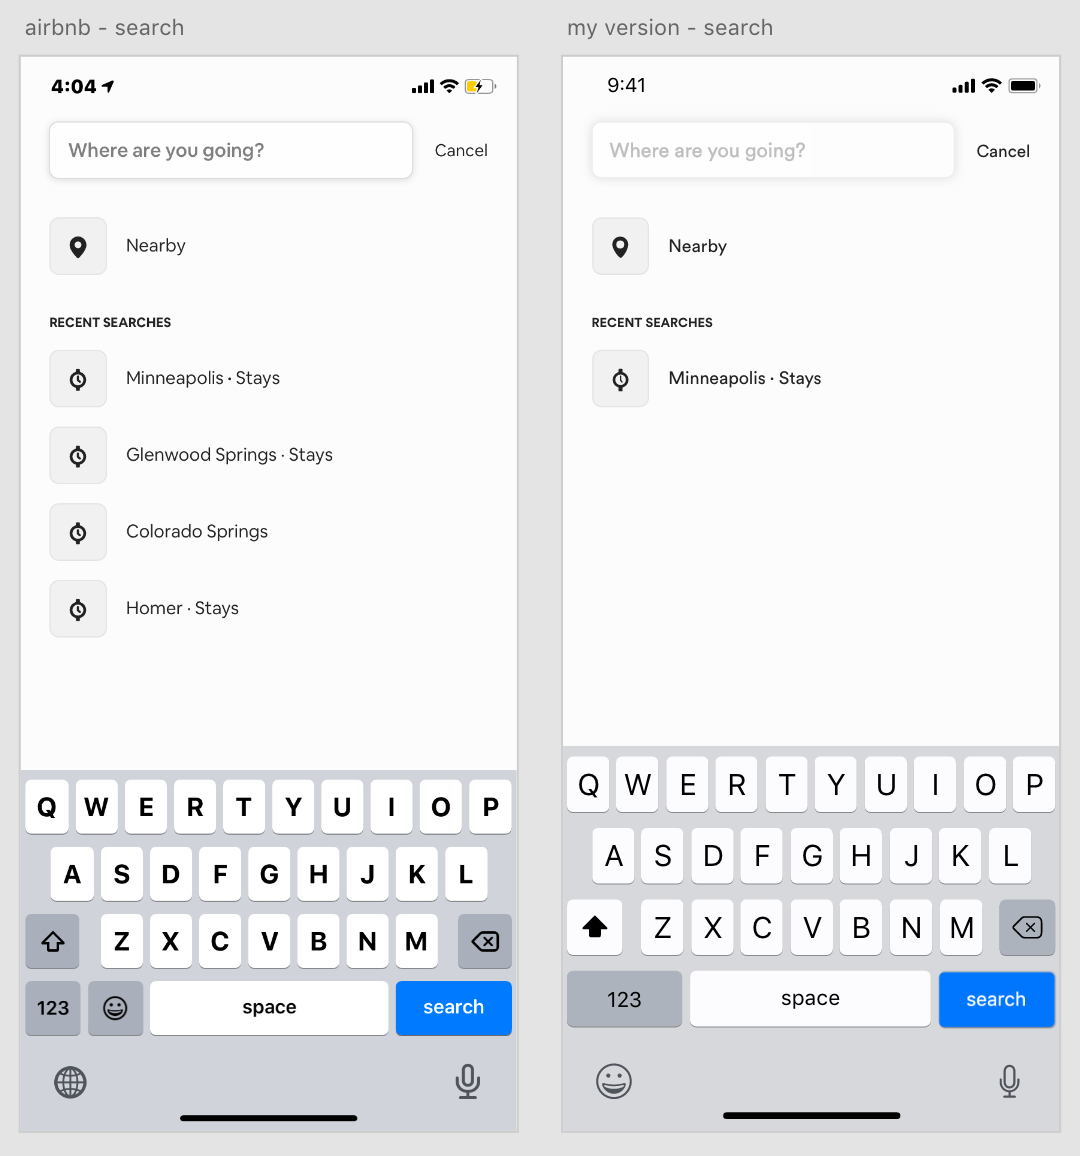 airbnb - search
4:04
Where are you going?
Cancel
Nearby
RECENT SEARCHES
Minneapolis · Stays
Glenwood Springs · Stays
Colorado Springs
Homer · Stays
Q W E R T Y U I O P
A S D F G H J K L
Z X C V B N M
123 space search
my version - search
9:41
Where are you going?
Cancel
Nearby
RECENT SEARCHES
Minneapolis · Stays
Q W E R T Y U I O P
A S D F G H J K L
Z X C V B N M
123 space search